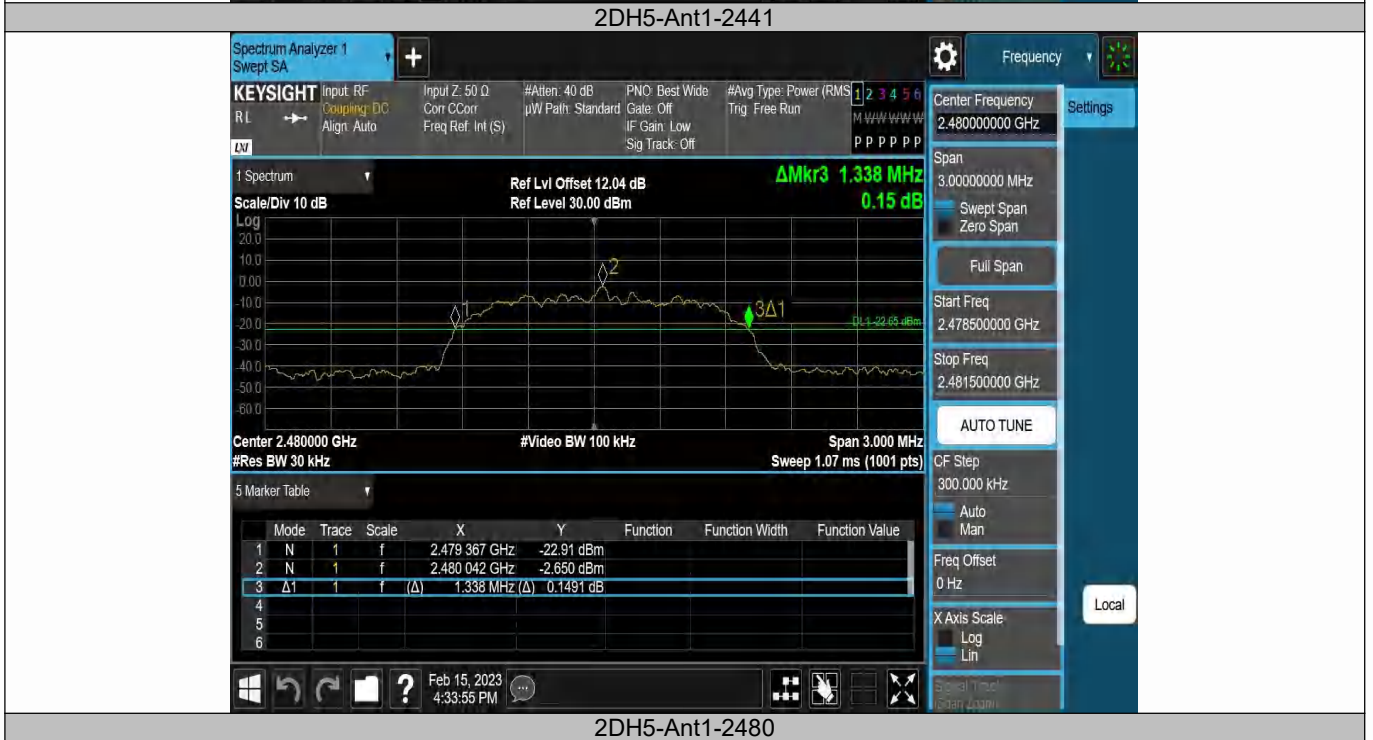 2DH5-Ant1-2441
Spectrum Analyzer 1
Swept SA
+
Frequency
KEYSIGHT
RL
LXI
Input: RF
Coupling: DC
Align: Auto
Input Z: 50 Ω
Corr CCorr
Freq Ref: Int (S)
#Atten: 40 dB
µW Path: Standard
PNO: Best Wide
Gate: Off
IF Gain: Low
Sig Track: Off
#Avg Type: Power (RMS
Trig: Free Run
1 2 3 4 5 6
M W W W W W
P P P P P P
1 Spectrum
Scale/Div 10 dB
Ref Lvl Offset 12.04 dB
Ref Level 30.00 dBm
ΔMkr3 1.338 MHz
0.15 dB
Log
20.0
10.0
0.00
-10.0
-20.0
-30.0
-40.0
-50.0
-60.0
1
2
3Δ1
DL1 -22.65 dBm
Center 2.480000 GHz
#Res BW 30 kHz
#Video BW 100 kHz
Span 3.000 MHz
Sweep 1.07 ms (1001 pts)
5 Marker Table
Mode Trace Scale X Y Function Function Width Function Value
1 N 1 f 2.479 367 GHz -22.91 dBm
2 N 1 f 2.480 042 GHz -2.650 dBm
3 Δ1 1 f (Δ) 1.338 MHz (Δ) 0.1491 dB
4
5
6
Feb 15, 2023
4:33:55 PM
Center Frequency
2.480000000 GHz
Settings
Span
3.00000000 MHz
Swept Span
Zero Span
Full Span
Start Freq
2.478500000 GHz
Stop Freq
2.481500000 GHz
AUTO TUNE
CF Step
300.000 kHz
Auto
Man
Freq Offset
0 Hz
X Axis Scale
Log
Lin
Local
2DH5-Ant1-2480